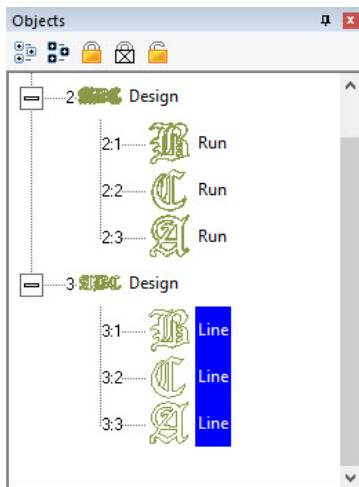 Objects
2 Design
2:1 B Run
2:2 C Run
2:3 A Run
3 Design
3:1 B Line
3:2 C Line
3:3 A Line